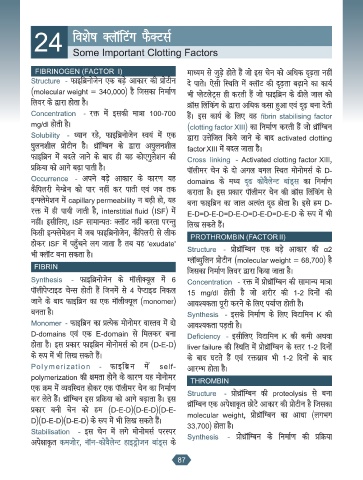 24
विशेष क्लॉटिंग फैक्टर्स
Some Important Clotting Factors
FIBRINOGEN (FACTOR I)
Structure - फाइब्रिनोजेन एक बड़े आकार की प्रोटीन
(molecular weight = 340,000) है जिसका निर्माण
लिवर के द्वारा होता है।
Concentration - रक्त में इसकी मात्रा 100-700
mg/dl होती है।
Solubility - ध्यान रहे, फाइब्रिनोजेन स्वयं में एक
घुलनशील प्रोटीन है। थ्रॉम्बिन के द्वारा अघुलनशील
फाइब्रिन में बदले जाने के बाद ही यह कोएगुलेशन की
प्रक्रिया को आगे बढ़ा पाती है।
Occurrence - अपने बड़े आकार के कारण यह
कैपिलरी मेम्ब्रेन को पार नहीं कर पाती एवं जब तक
इन्फ्लेमेशन में capillary permeability न बढ़ी हो, यह
रक्त में ही पायी जाती है, interstitial fluid (ISF) में
नहीं। इसीलिए, ISF सामान्यतः क्लॉट नहीं करता परन्तु
किसी इन्फ्लेमेशन में जब फाइब्रिनोजेन, कैपिलरी से लीक
होकर ISF में पहुँचने लग जाता है तब यह 'exudate'
भी क्लॉट बना सकता है।
FIBRIN
Synthesis - फाइब्रिनोजेन के मॉलीक्यूल में 6
पॉलीपेप्टाइड चेन्स होती हैं जिनमें से 4 पेप्टाइड निकल
जाने के बाद फाइब्रिन का एक मॉलीक्यूल (monomer)
बनता है।
Monomer - फाइब्रिन का प्रत्येक मोनोमर वास्तव में दो
D-domains एवं एक E-domain से मिलकर बना
होता है। इस प्रकार फाइब्रिन मोनोमर्स को हम (D-E-D)
के रूप में भी लिख सकते हैं।
Polymerization - फाइब्रिन में self-
polymerization की क्षमता होने के कारण यह मोनोमर
एक क्रम में व्यवस्थित होकर एक पॉलीमर चेन का निर्माण
कर लेते हैं। थ्रॉम्बिन इस प्रक्रिया को आगे बढ़ाता है। इस
प्रकार बनी चेन को हम (D-E-D)(D-E-D)(D-E-
D)(D-E-D)(D-E-D) के रूप में भी लिख सकते हैं।
Stabilisation - इस चेन में लगे मोनोमर्स परस्पर
अपेक्षाकृत कमजोर, नॉन-कोवैलेन्ट हाइड्रोजन बांड्स के
माध्यम से जुड़े होते हैं जो इस चेन को अधिक दृढ़ता नहीं
दे पाते। ऐसी स्थिति में क्लॉट की दृढ़ता बढ़ाने का कार्य
भी प्लेटलेट्स ही करती हैं जो फाइब्रिन के ढीले जाल को
क्रॉस लिंकिंग के द्वारा अधिक कसा हुआ एवं दृढ़ बना देती
हैं। इस कार्य के लिए वह fibrin stabilising factor
(clotting factor XIII) का निर्माण करती हैं जो थ्रॉम्बिन
द्वारा उत्तेजित किये जाने के बाद activated clotting
factor XIII में बदल जाता है।
Cross linking - Activated clotting factor XIII,
पॉलीमर चेन के दो अगल बगल स्थित मोनोमर्स के D-
domains के मध्य दृढ़ कोवैलेन्ट बांड्स का निर्माण
करता है। इस प्रकार पॉलीमर चेन की क्रॉस लिंकिंग से
बना फाइब्रिन का जाल अत्यंत दृढ़ होता है। इसे हम D-
E-D=D-E-D=D-E-D=D-E-D=D-E-D के रूप में भी
लिख सकते हैं।
PROTHROMBIN (FACTOR II)
Structure - प्रोथ्रॉम्बिन एक बड़े आकार की α2
ग्लॉब्युलिन प्रोटीन (molecular weight = 68,700) है
जिसका निर्माण लिवर द्वारा किया जाता है।
Concentration - रक्त में प्रोथ्रॉम्बिन की सामान्य मात्रा
15 mg/dl होती है जो शरीर की 1-2 दिनों की
आवश्यकता पूरी करने के लिए पर्याप्त होती है।
Synthesis - इसके निर्माण के लिए विटामिन K की
आवश्यकता पड़ती है।
Deficiency - इसीलिए विटामिन K की कमी अथवा
liver failure की स्थिति में प्रोथ्रॉम्बिन के स्तर 1-2 दिनों
के बाद घटते हैं एवं रक्तस्राव भी 1-2 दिनों के बाद
आरम्भ होता है।
THROMBIN
Structure - प्रोथ्रॉम्बिन की proteolysis से बना
थ्रॉम्बिन एक अपेक्षाकृत छोटे आकार की प्रोटीन है जिसका
molecular weight, प्रोथ्रॉम्बिन का आधा (लगभग
33,700) होता है।
Synthesis - प्रोथ्रॉम्बिन के निर्माण की प्रक्रिया
87